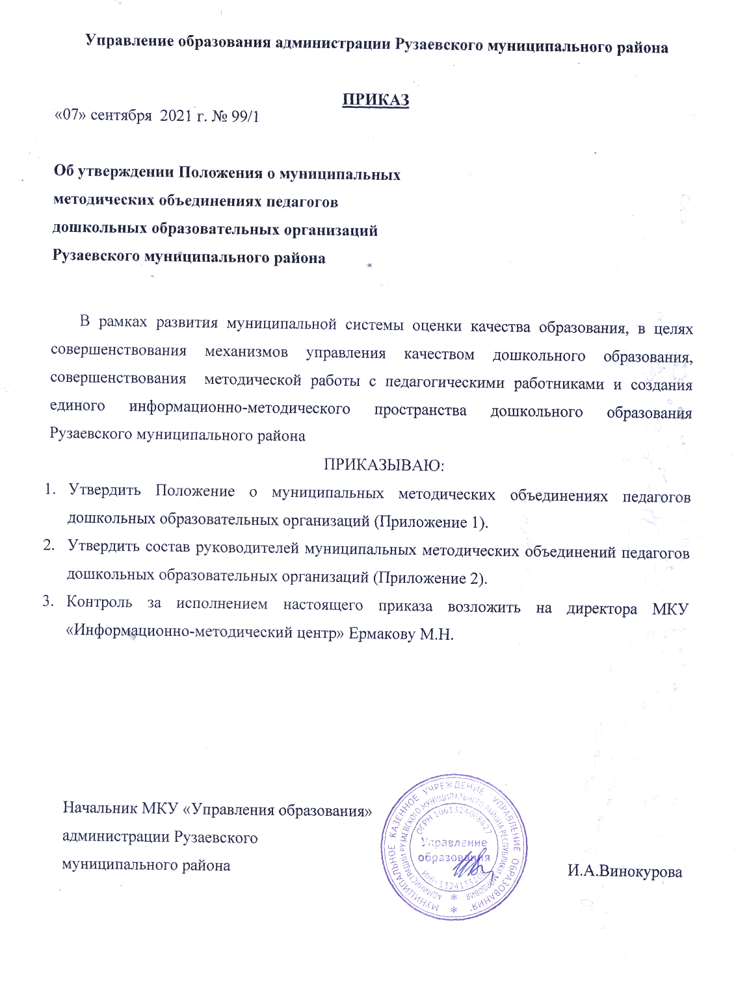 Управление образования администрации Рузаевского муниципального района
ПРИКАЗ
«07» сентября 2021 г. № 99/1
Об утверждении Положения о муниципальных
методических объединениях педагогов
дошкольных образовательных организаций
Рузаевского муниципального района
В рамках развития муниципальной системы оценки качества образования, в целях
совершенствования механизмов управления качеством дошкольного образования,
совершенствования методической работы с педагогическими работниками и создания
единого информационно-методического пространства дошкольного образования
Рузаевского муниципального района
ПРИКАЗЫВАЮ:
1. Утвердить Положение о муниципальных методических объединениях педагогов
дошкольных образовательных организаций (Приложение 1).
2. Утвердить состав руководителей муниципальных методических объединений педагогов
дошкольных образовательных организаций (Приложение 2).
3. Контроль за исполнением настоящего приказа возложить на директора МКУ
«Информационно-методический центр» Ермакову М.Н.
Начальник МКУ «Управления образования»
администрации Рузаевского
муниципального района
И.А.Винокурова
МУНИЦИПАЛЬНОЕ КАЗЕННОЕ УЧРЕЖДЕНИЕ "УПРАВЛЕНИЕ ОБРАЗОВАНИЯ"
АДМИНИСТРАЦИИ РУЗАЕВСКОГО МУНИЦИПАЛЬНОГО РАЙОНА РЕСПУБЛИКИ МОРДОВИЯ
ОГРН 1061324008827
Управление
образования
ИНН